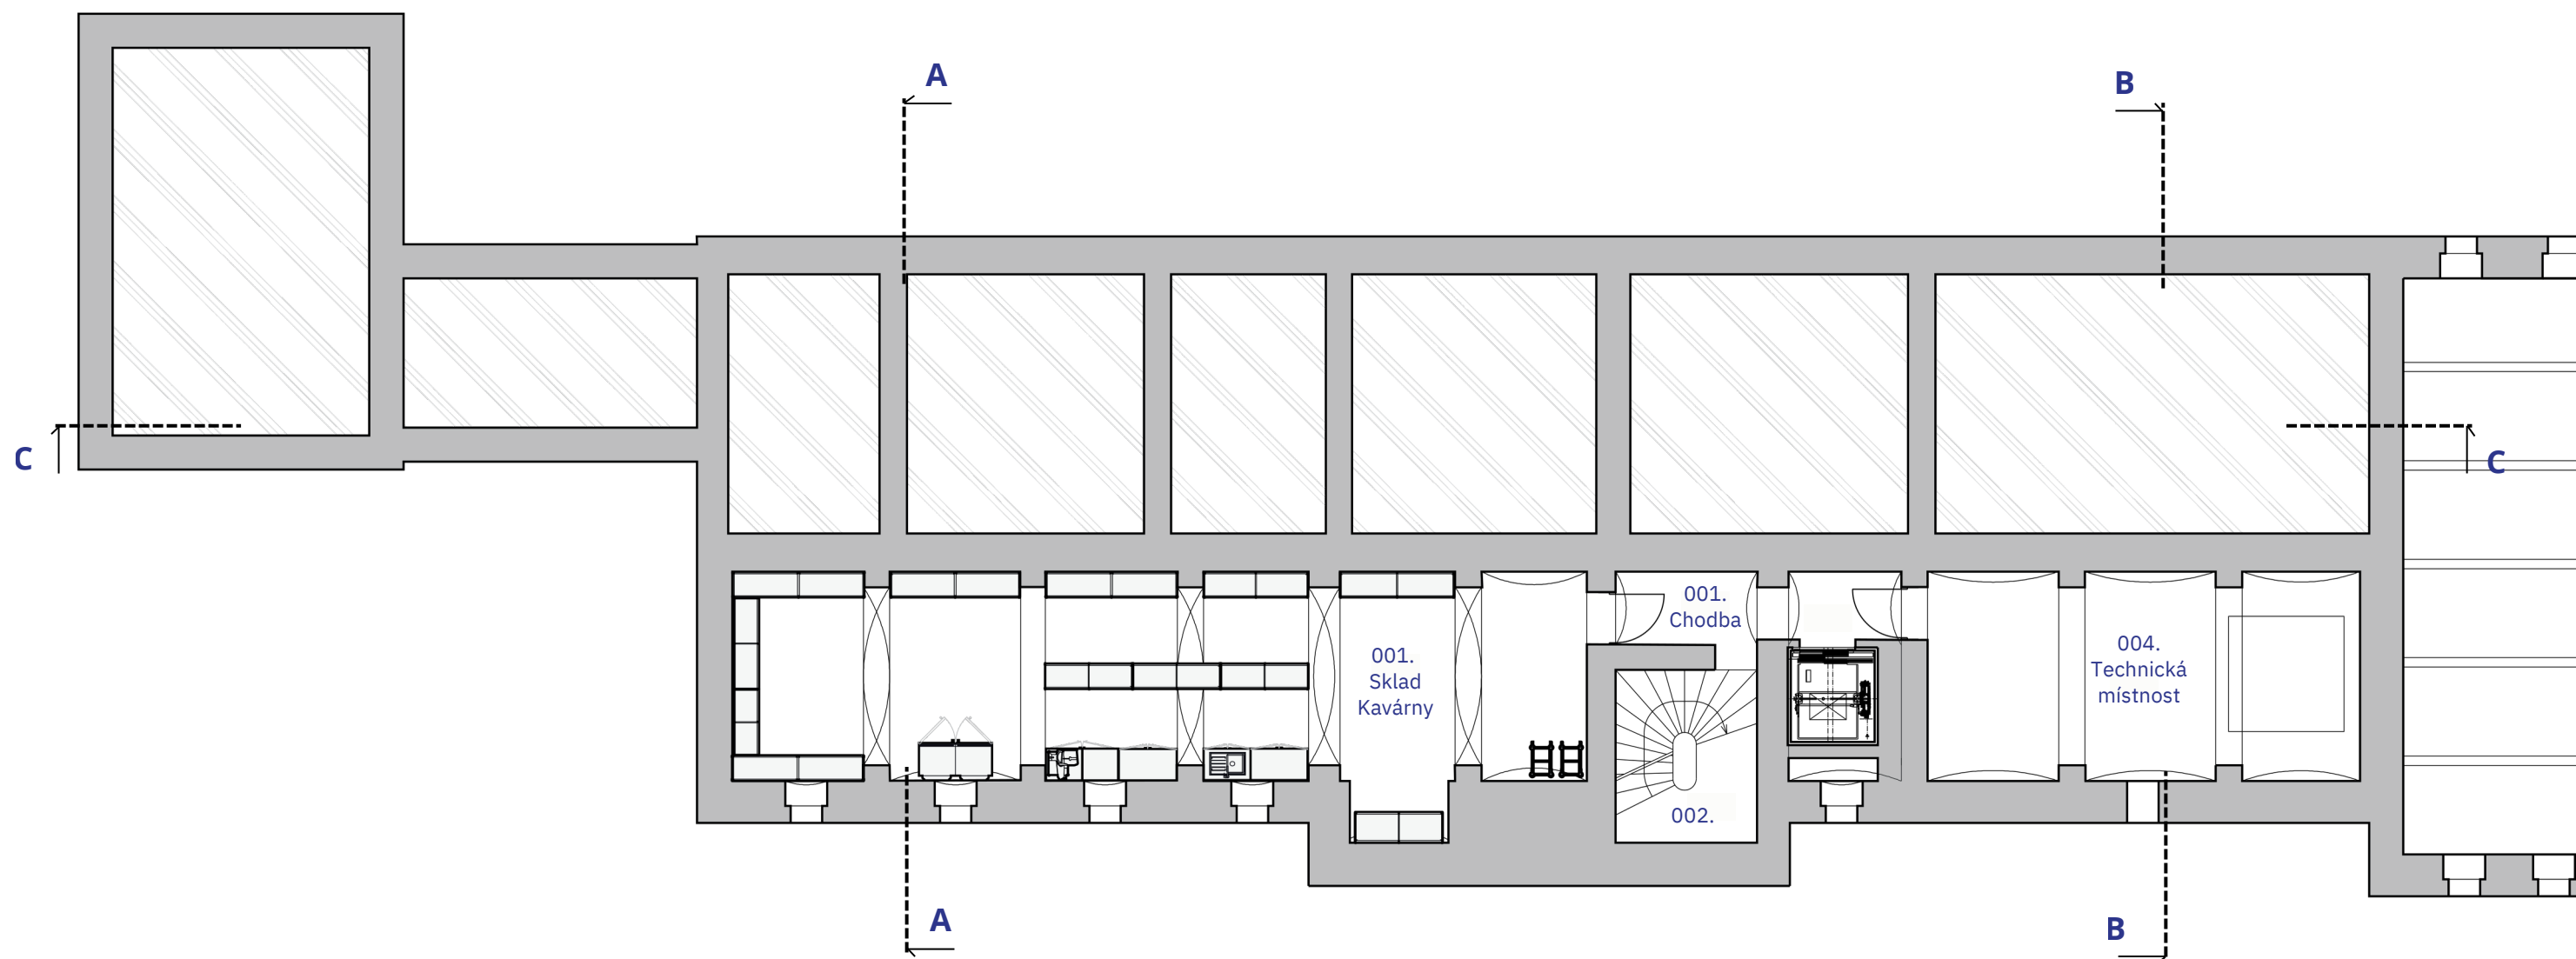 A
B
C
C
001.
Chodba
001.
Sklad
Kavárny
004.
Technická
místnost
002.
A
B